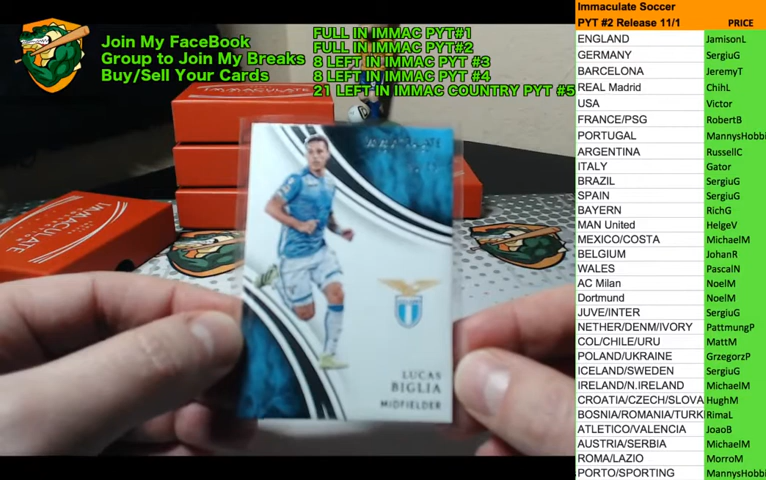 Join My FaceBook
Group to Join My Breaks
Buy/Sell Your Cards
FULL IN IMMAC PYT#1
FULL IN IMMAC PYT#2
8 LEFT IN IMMAC PYT #3
8 LEFT IN IMMAC PYT #4
21 LEFT IN IMMAC COUNTRY PYT #5
IMMACULATE
LUCAS
BIGLIA
MIDFIELDER
Immaculate Soccer
PYT #2 Release 11/1 PRICE
ENGLAND JamisonL
GERMANY SergiuG
BARCELONA JeremyT
REAL Madrid ChihL
USA Victor
FRANCE/PSG RobertB
PORTUGAL MannysHobbi
ARGENTINA RussellC
ITALY Gator
BRAZIL SergiuG
SPAIN SergiuG
BAYERN RichG
MAN United HelgeV
MEXICO/COSTA MichaelM
BELGIUM JohanR
WALES PascalN
AC Milan NoelM
Dortmund NoelM
JUVE/INTER SergiuG
NETHER/DENM/IVORY PattmungP
COL/CHILE/URU MattM
POLAND/UKRAINE GrzegorzP
ICELAND/SWEDEN SergiuG
IRELAND/N.IRELAND MichaelM
CROATIA/CZECH/SLOVA HughM
BOSNIA/ROMANIA/TURK RimaL
ATLETICO/VALENCIA JoaoB
AUSTRIA/SERBIA MichaelM
ROMA/LAZIO MorroM
PORTO/SPORTING MannysHobbi